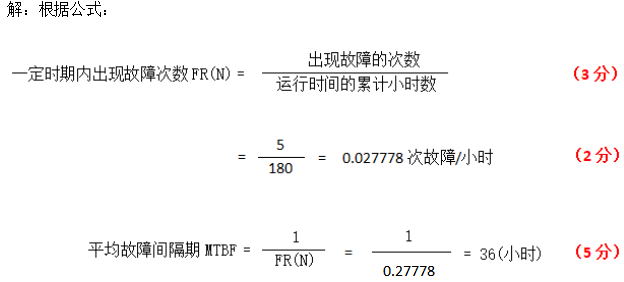 解：根据公式：
一定时期内出现故障次数FR(N) = 出现故障的次数 / 运行时间的累计小时数 （3 分）
= 5 / 180 = 0.027778 次故障/小时 （2 分）
平均故障间隔期 MTBF = 1 / FR(N) = 1 / 0.27778 = 36(小时) （5 分）